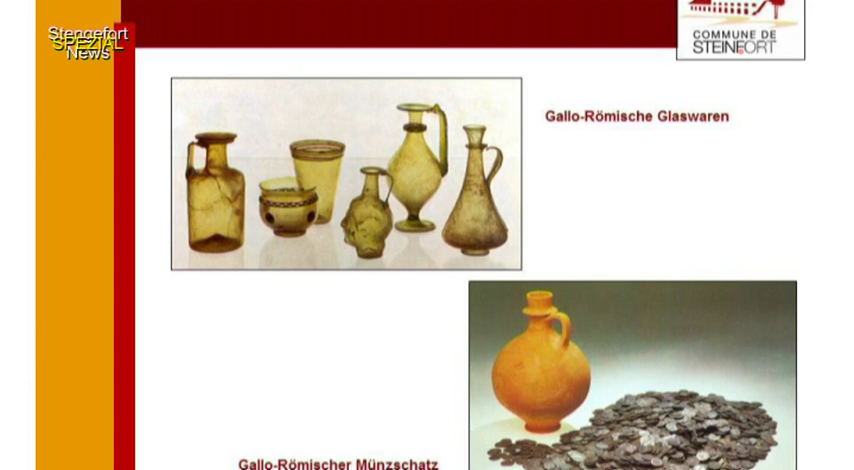 Stengefort
SPEZIAL
News
COMMUNE DE
STEINFORT
Gallo-Römische Glaswaren
Gallo-Römischer Münzschatz